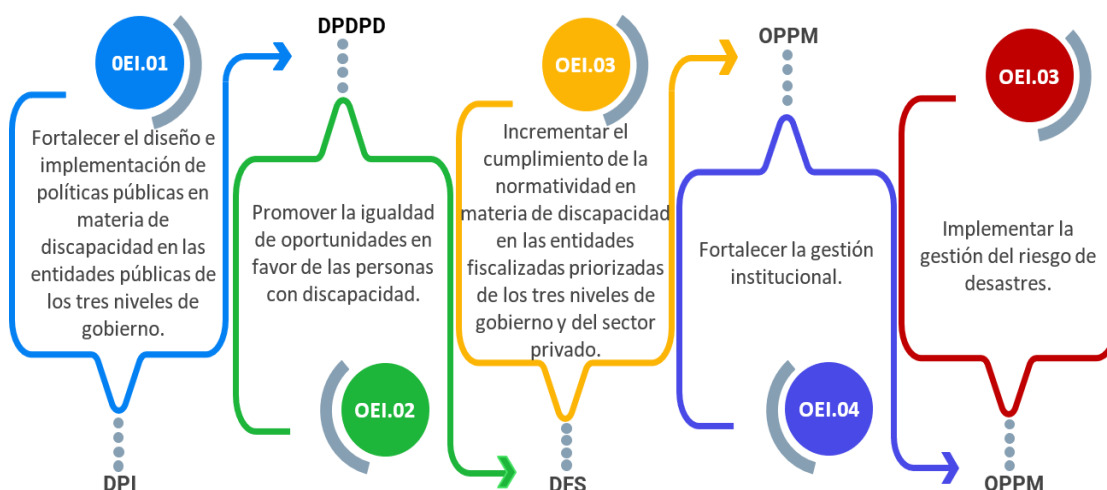 0EI.01
Fortalecer el diseño e
implementación de
políticas públicas en
materia de
discapacidad en las
entidades públicas de
los tres niveles de
gobierno.
DPI
DPDPD
Promover la igualdad
de oportunidades en
favor de las personas
con discapacidad.
OEI.02
OEI.03
Incrementar el
cumplimiento de la
normatividad en
materia de discapacidad
en las entidades
fiscalizadas priorizadas
de los tres niveles de
gobierno y del sector
privado.
DFS
OPPM
Fortalecer la gestión
institucional.
OEI.04
OEI.03
Implementar la
gestión del riesgo de
desastres.
OPPM